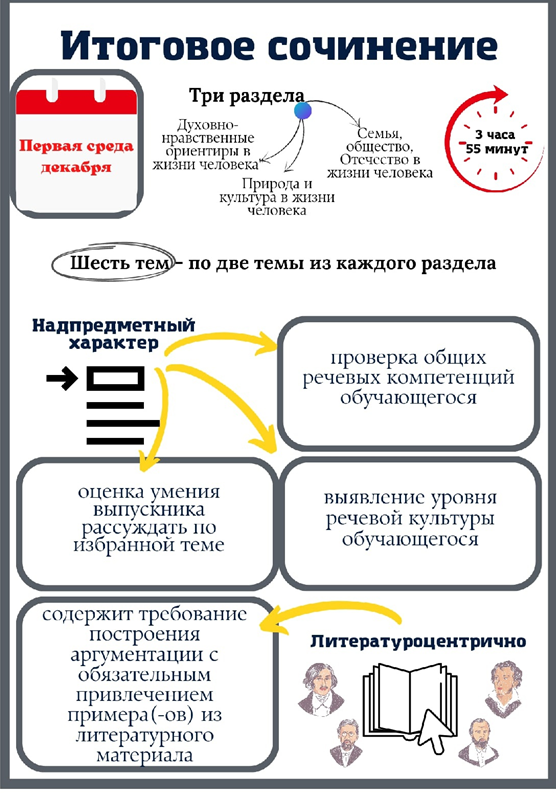 Итоговое сочинение
Первая среда
декабря
Три раздела
Духовно-
нравственные
ориентиры в
жизни человека
Природа и
культура в жизни
человека
Семья,
общество,
Отечество в
жизни человека
3 часа
55 минут
Шесть тем – по две темы из каждого раздела
Надпредметный
характер
проверка общих
речевых компетенций
обучающегося
оценка умения
выпускника
рассуждать по
избранной теме
выявление уровня
речевой культуры
обучающегося
содержит требование
построения
аргументации с
обязательным
привлечением
примера(-ов) из
литературного
материала
Литературоцентрично